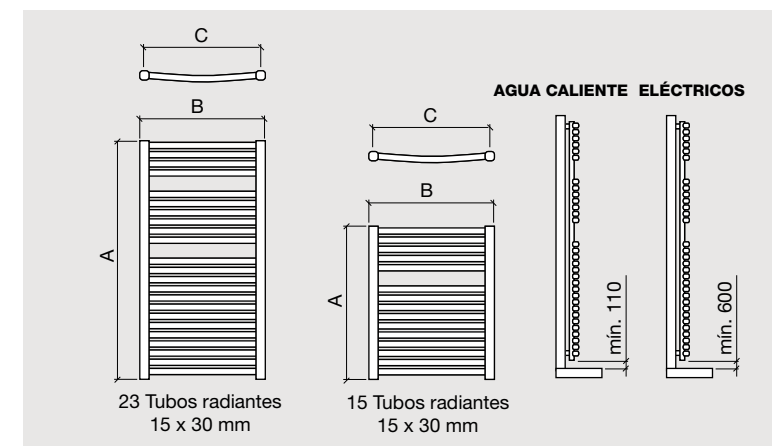 C
B
A
23 Tubos radiantes
15 x 30 mm
C
B
A
15 Tubos radiantes
15 x 30 mm
AGUA CALIENTE ELÉCTRICOS
mín. 110
mín. 600